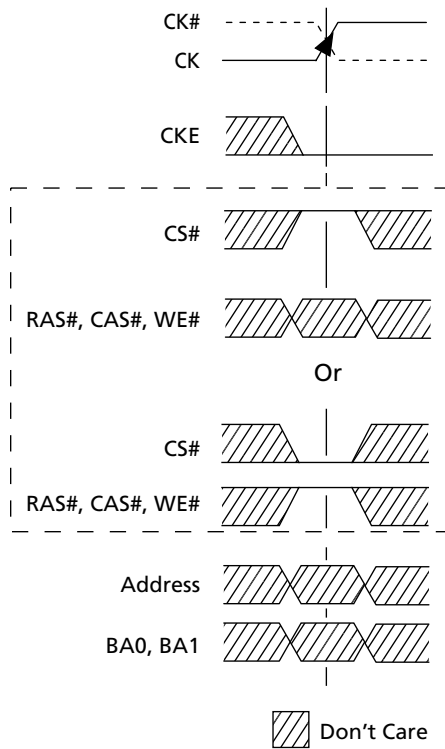 CK#
CK
CKE
CS#
RAS#, CAS#, WE#
Or
CS#
RAS#, CAS#, WE#
Address
BA0, BA1
Don't Care